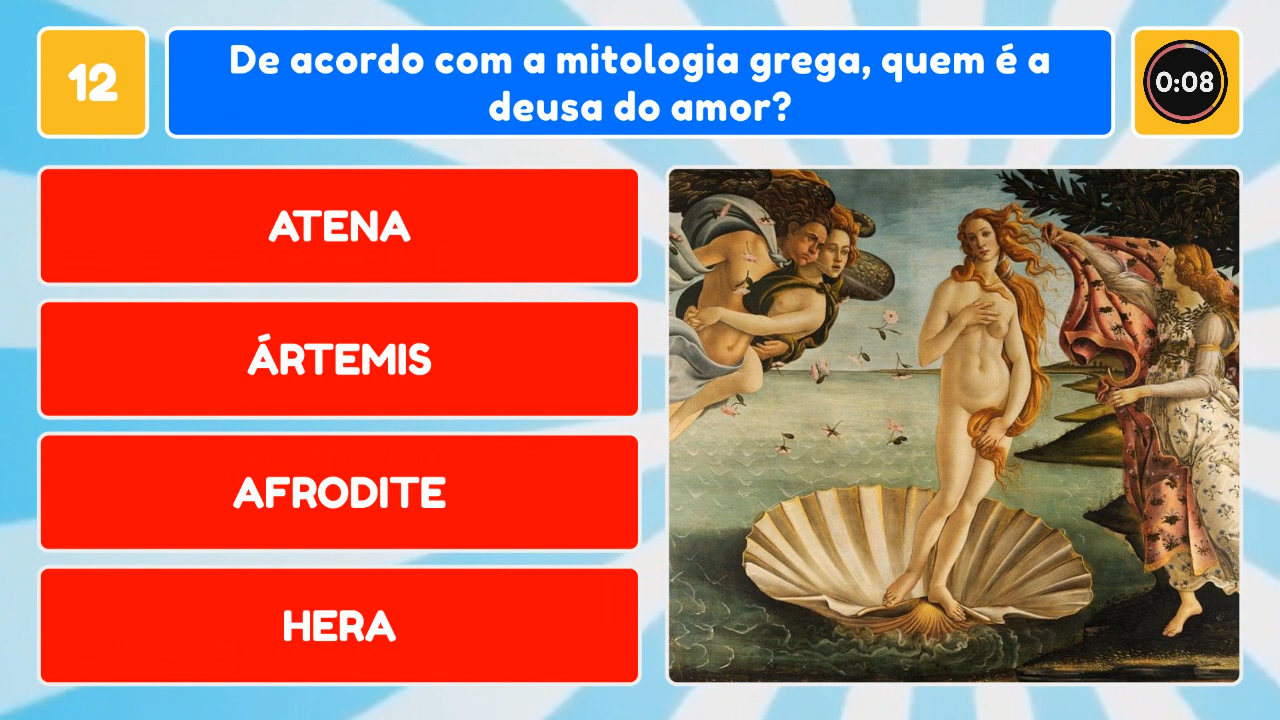 12
De acordo com a mitologia grega, quem é a
deusa do amor?
0:08
ATENA
ÁRTEMIS
AFRODITE
HERA